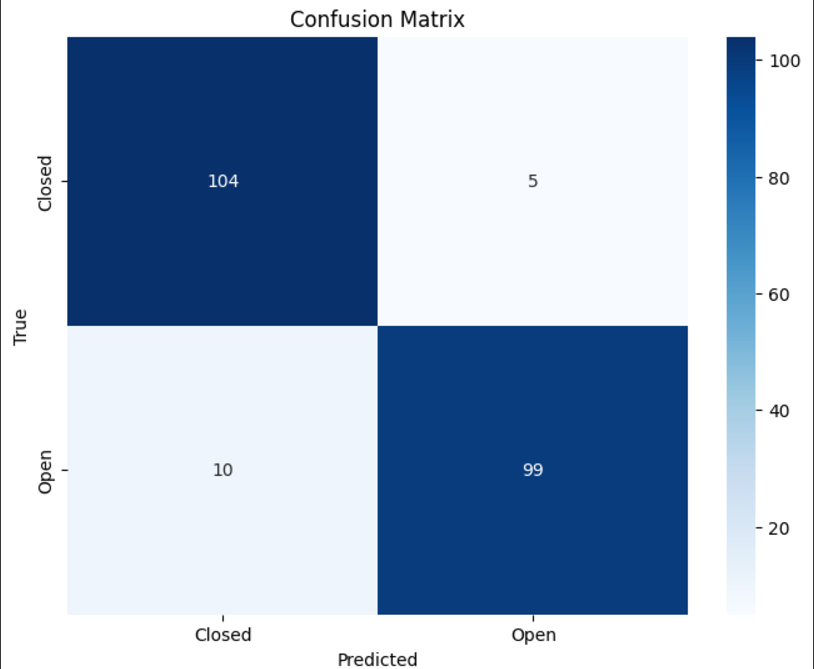 Confusion Matrix
Closed
104
5
True
Open
10
99
Closed
Open
Predicted
100
80
60
40
20